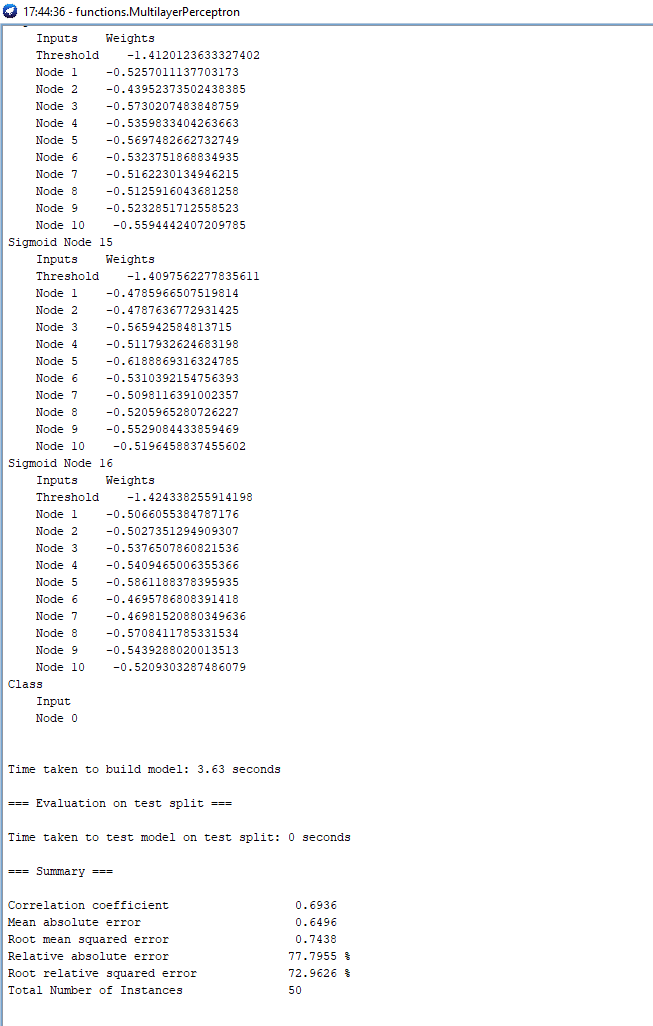 17:44:36 - functions.MultilayerPerceptron
Inputs Weights
Threshold -1.4120123633327402
Node 1 -0.5257011137703173
Node 2 -0.43952373502438385
Node 3 -0.5730207483848759
Node 4 -0.5359833404263663
Node 5 -0.5697482662732749
Node 6 -0.5323751868834935
Node 7 -0.5162230134946215
Node 8 -0.5125916043681258
Node 9 -0.5232851712558523
Node 10 -0.5594442407209785
Sigmoid Node 15
Inputs Weights
Threshold -1.4097562277835611
Node 1 -0.4785966507519814
Node 2 -0.4787636772931425
Node 3 -0.565942584813715
Node 4 -0.5117932624683198
Node 5 -0.6188869316324785
Node 6 -0.5310392154756393
Node 7 -0.5098116391002357
Node 8 -0.5205965280726227
Node 9 -0.5529084433859469
Node 10 -0.5196458837455602
Sigmoid Node 16
Inputs Weights
Threshold -1.424338255914198
Node 1 -0.5066055384787176
Node 2 -0.5027351294909307
Node 3 -0.5376507860821536
Node 4 -0.5409465006355366
Node 5 -0.5861188378395935
Node 6 -0.4695786808391418
Node 7 -0.46981520880349636
Node 8 -0.5708411785331534
Node 9 -0.5439288020013513
Node 10 -0.5209303287486079
Class
Input
Node 0
Time taken to build model: 3.63 seconds
=== Evaluation on test split ===
Time taken to test model on test split: 0 seconds
=== Summary ===
Correlation coefficient 0.6936
Mean absolute error 0.6496
Root mean squared error 0.7438
Relative absolute error 77.7955 %
Root relative squared error 72.9626 %
Total Number of Instances 50